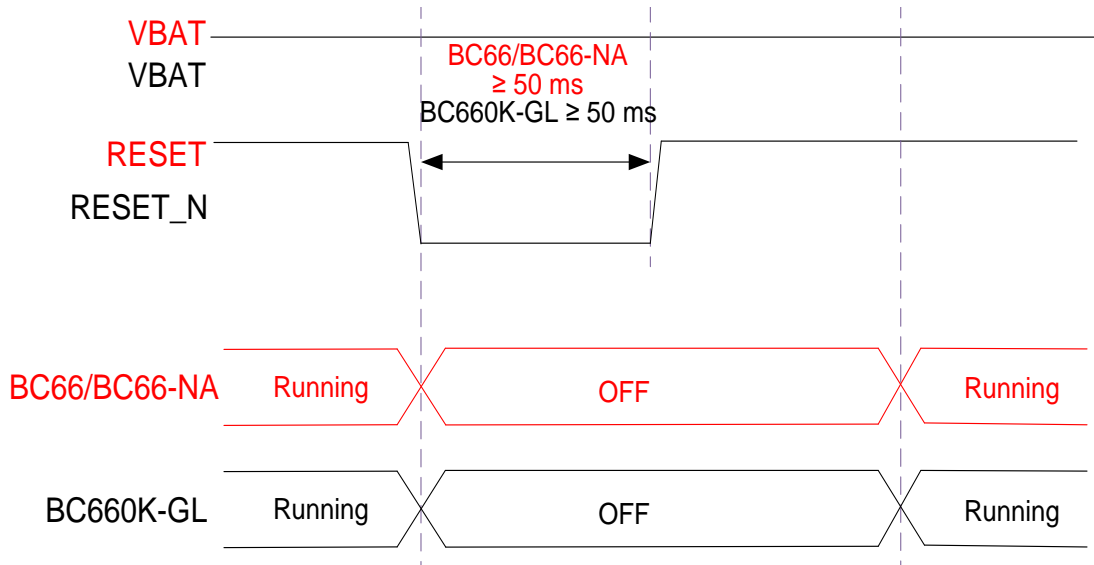 VBAT
VBAT
BC66/BC66-NA
≥ 50 ms
BC660K-GL ≥ 50 ms
RESET
RESET_N
BC66/BC66-NA Running OFF Running
BC660K-GL Running OFF Running